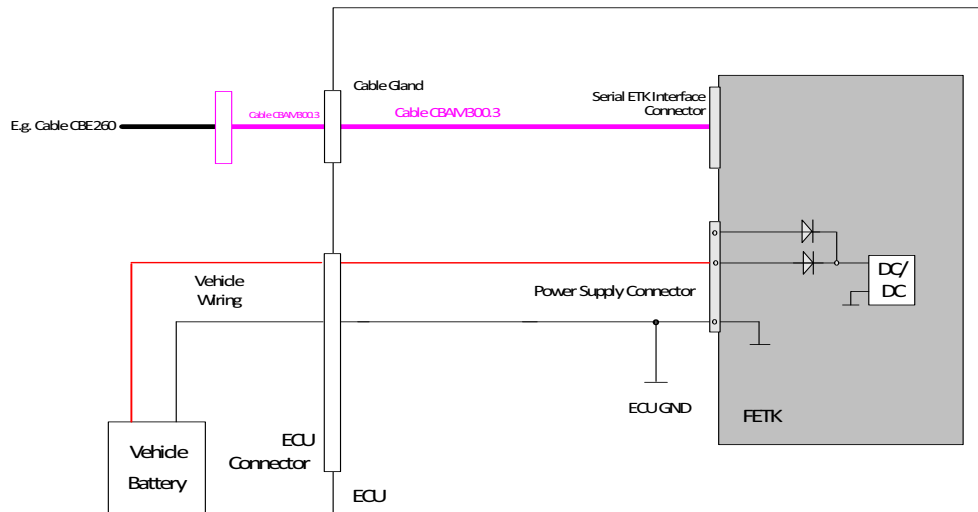 Cable Gland
Serial ETK Interface
Connector
Cable CBAM300.3
Cable CBAM300.3
E.g. Cable CBE260
Vehicle
Wiring
Power Supply Connector
DC/
DC
ECU GND
FETK
ECU
Connector
Vehicle
Battery
ECU